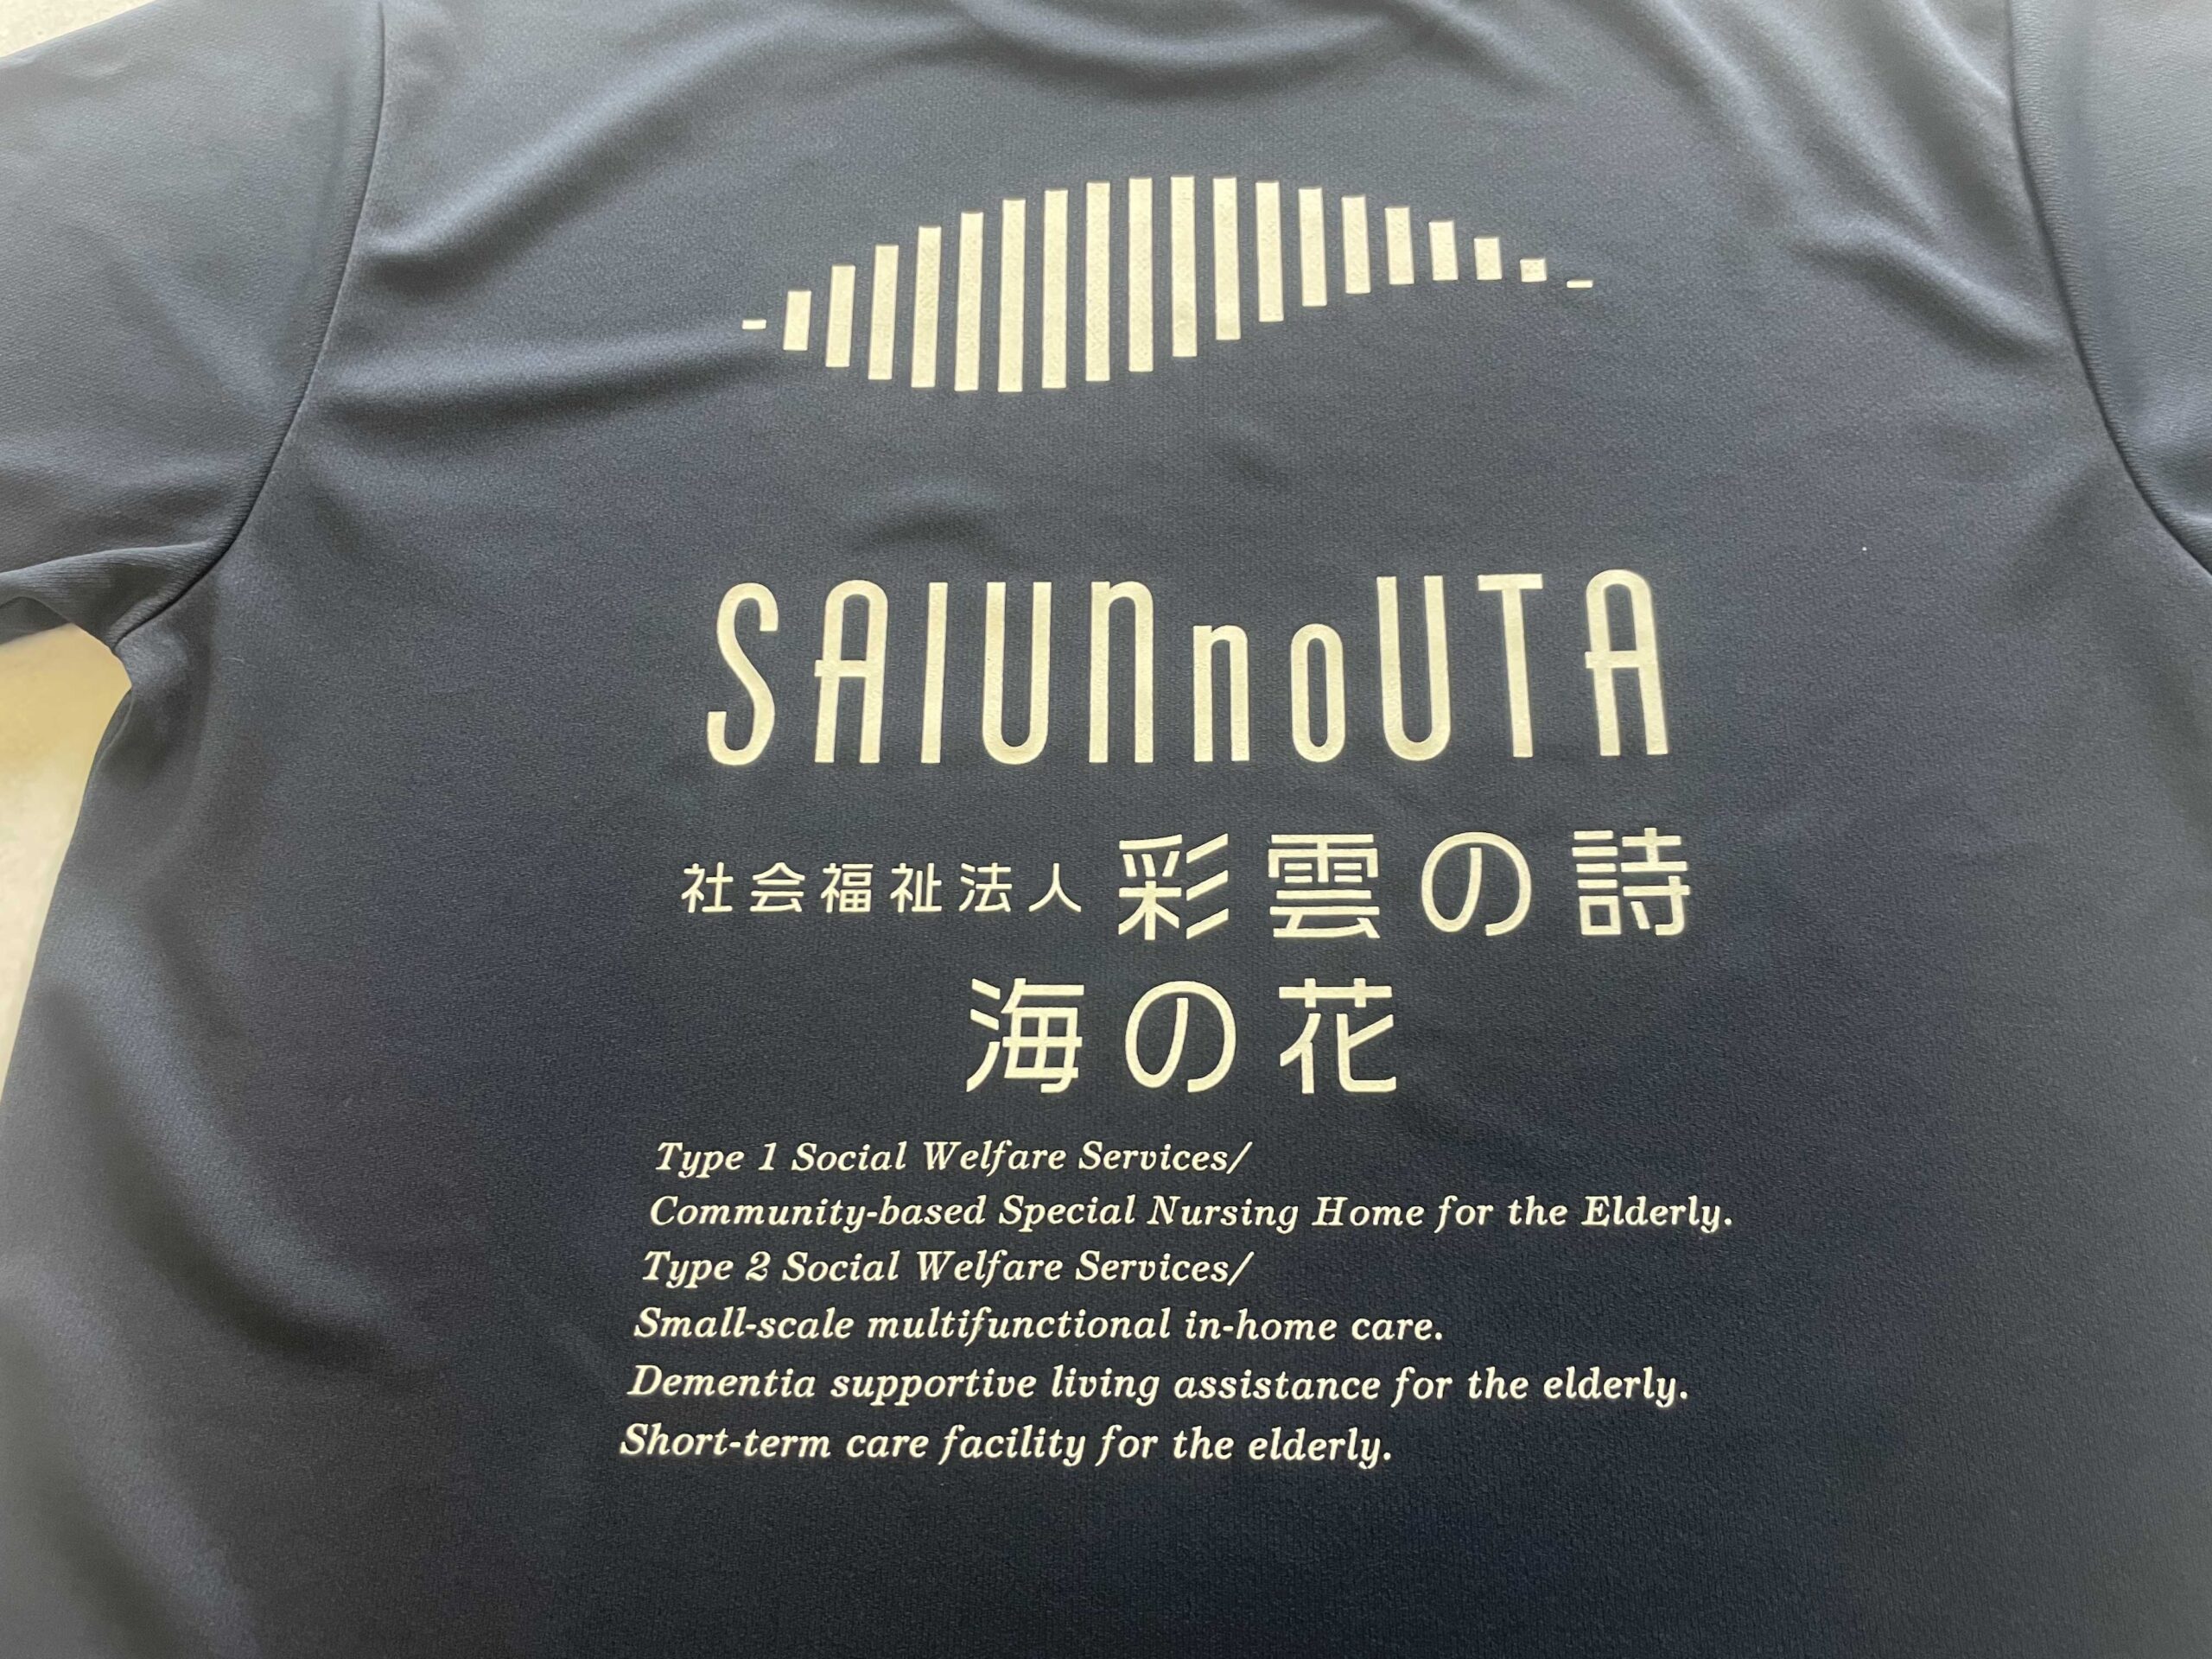 SAIUNnoUTA
社会福祉法人 彩雲の詩
海の花
Type 1 Social Welfare Services/
Community-based Special Nursing Home for the Elderly.
Type 2 Social Welfare Services/
Small-scale multifunctional in-home care.
Dementia supportive living assistance for the elderly.
Short-term care facility for the elderly.